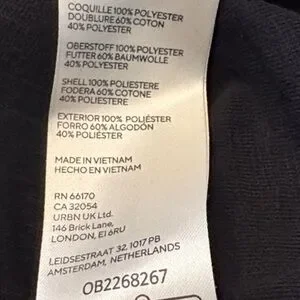 COQUILLE 100% POLYESTER
DOUBLURE 60% COTON
40% POLYESTER
OBERSTOFF 100% POLYESTER
FUTTER 60% BAUMWOLLE
40% POLYESTER
SHELL 100% POLIESTERE
FODERA 60% COTONE
40% POLIESTERE
EXTERIOR 100% POLIÉSTER
FORRO 60% ALGODÓN
40% POLIÉSTER
MADE IN VIETNAM
HECHO EN VIETNAM
RN 66170
CA 32054
URBN UK Ltd.
146 Brick Lane,
LONDON, E1 6RU
LEIDSESTRAAT 32, 1017 PB
AMSTERDAM, NETHERLANDS
OB2268267